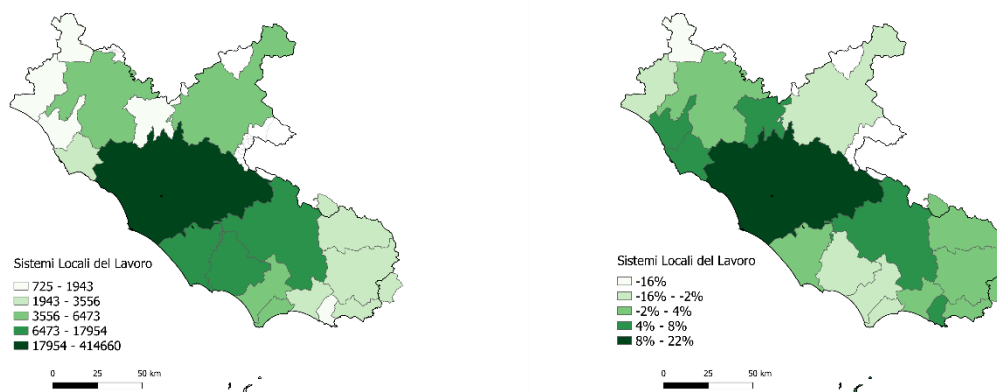 Sistemi Locali del Lavoro
725 - 1943
1943 - 3556
3556 - 6473
6473 - 17954
17954 - 414660
0 25 50 km
Sistemi Locali del Lavoro
-16%
-16% - -2%
-2% - 4%
4% - 8%
8% - 22%
0 25 50 km